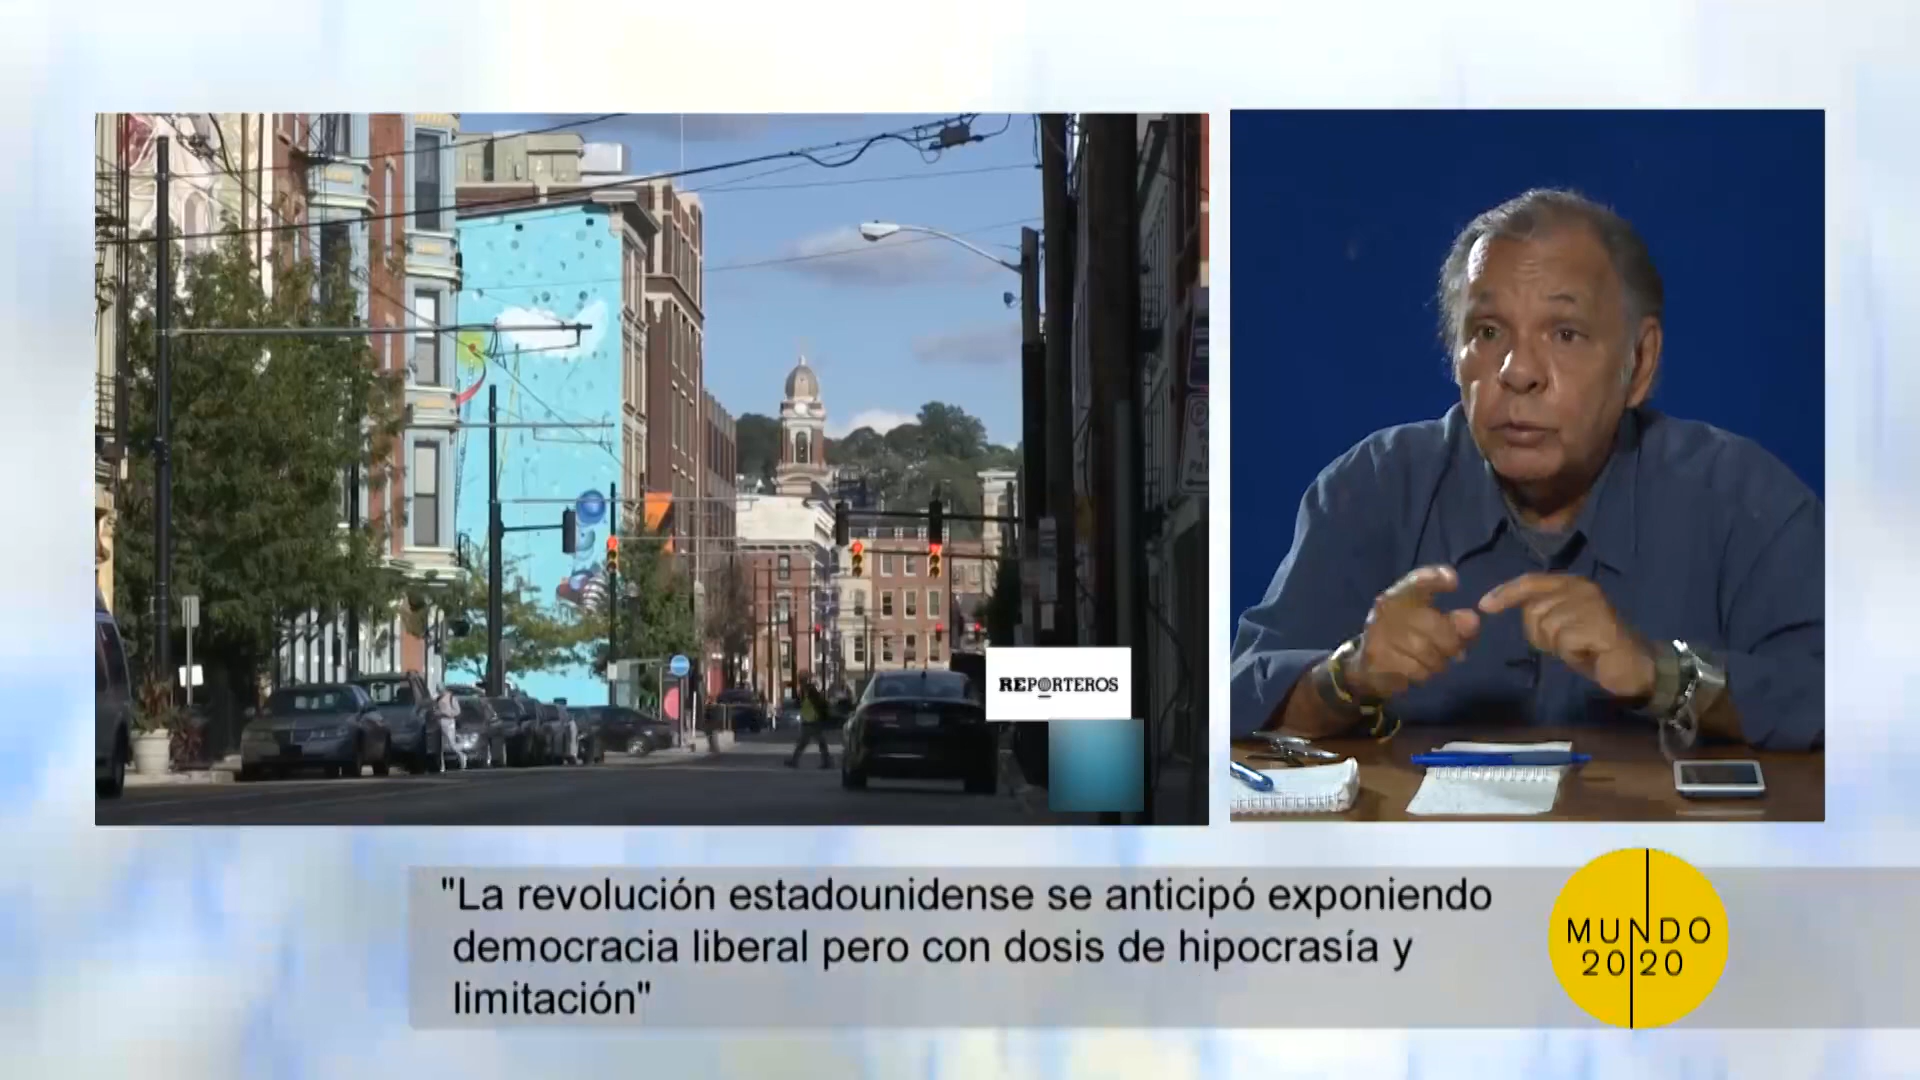 REPORTEROS
"La revolución estadounidense se anticipó exponiendo
democracia liberal pero con dosis de hipocrasía y
limitación"
MUNDO
2020